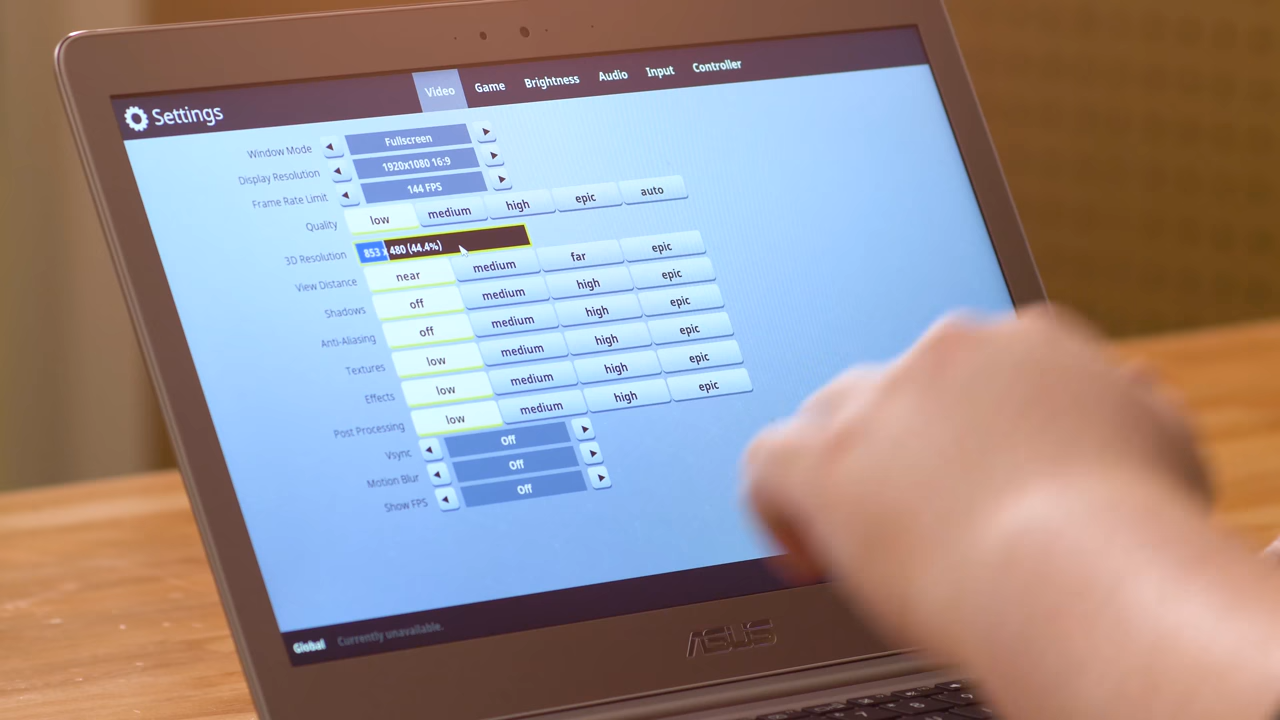 Settings
Video Game Brightness Audio Input Controller
Window Mode Fullscreen
Display Resolution 1920x1080 16:9
Frame Rate Limit 144 FPS
Quality low medium high epic auto
3D Resolution 853 x 480 (44.4%)
View Distance near medium far epic
Shadows off medium high epic
Anti-Aliasing off medium high epic
Textures low medium high epic
Effects low medium high epic
Post Processing low medium high epic
Vsync Off
Motion Blur Off
Show FPS Off
Global Currently unavailable.
ASUS